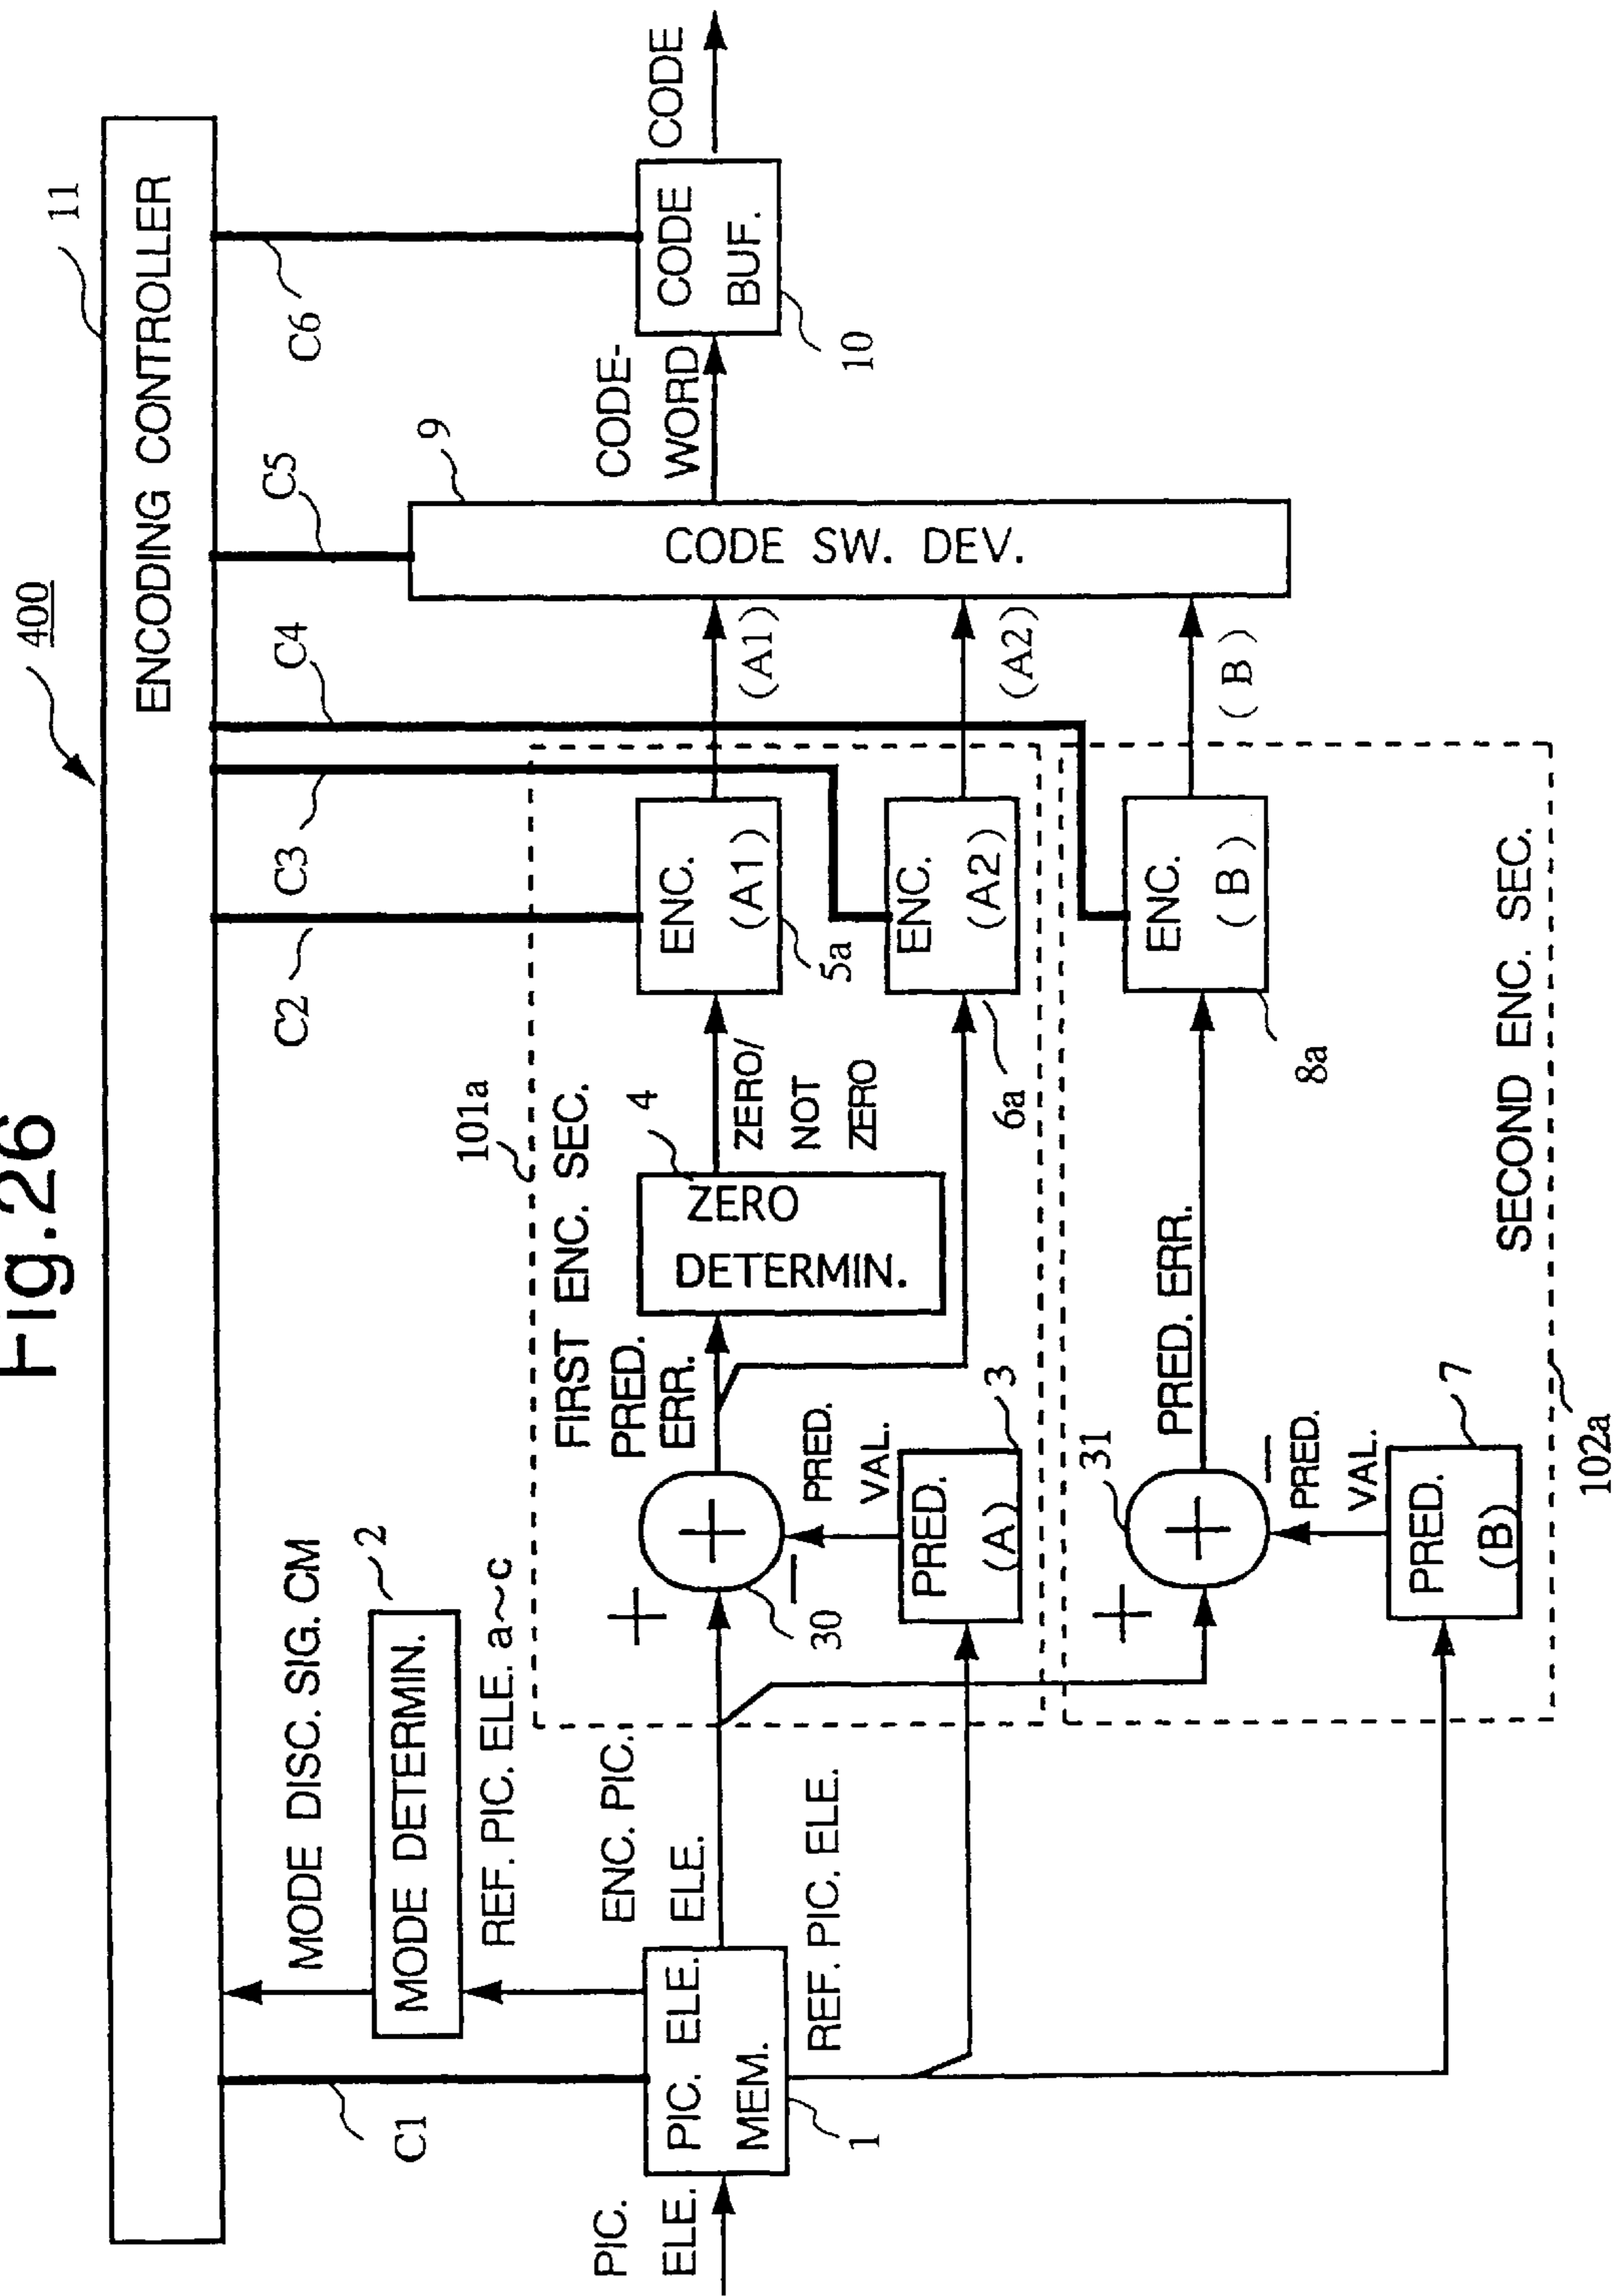 Fig.26
400
11
ENCODING CONTROLLER
C1
MODE DISC. SIG. CM
C2
C3
C4
C5
C6
2
MODE DETERMIN.
REF. PIC. ELE. a~c
PIC.
ELE.
PIC. ELE.
MEM.
1
ENC. PIC.
ELE.
REF. PIC. ELE.
101a
FIRST ENC. SEC.
+
+
−
30
PRED.
ERR.
PRED.
VAL.
3
PRED.
(A)
4
ZERO
DETERMIN.
ZERO/
NOT
ZERO
ENC.
(A1)
5a
ENC.
(A2)
6a
(A1)
(A2)
(B)
9
CODE SW. DEV.
CODE-
WORD
CODE
BUF.
10
CODE
+
+
−
31
PRED. ERR.
PRED.
VAL.
7
PRED.
(B)
ENC.
(B)
8a
SECOND ENC. SEC.
102a